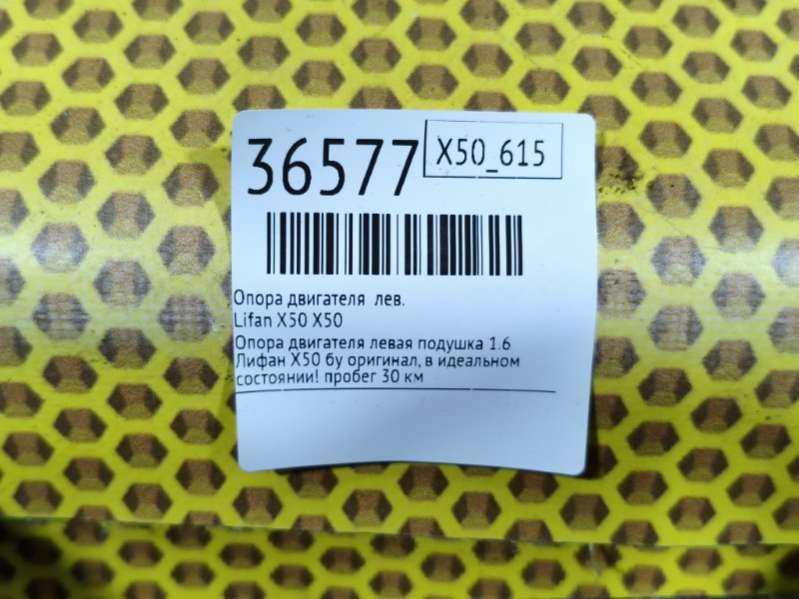 36577
X50_615
Опора двигателя лев.
Lifan X50 X50
Опора двигателя левая подушка 1.6
Лифан Х50 бу оригинал, в идеальном
состоянии! пробег 30 км